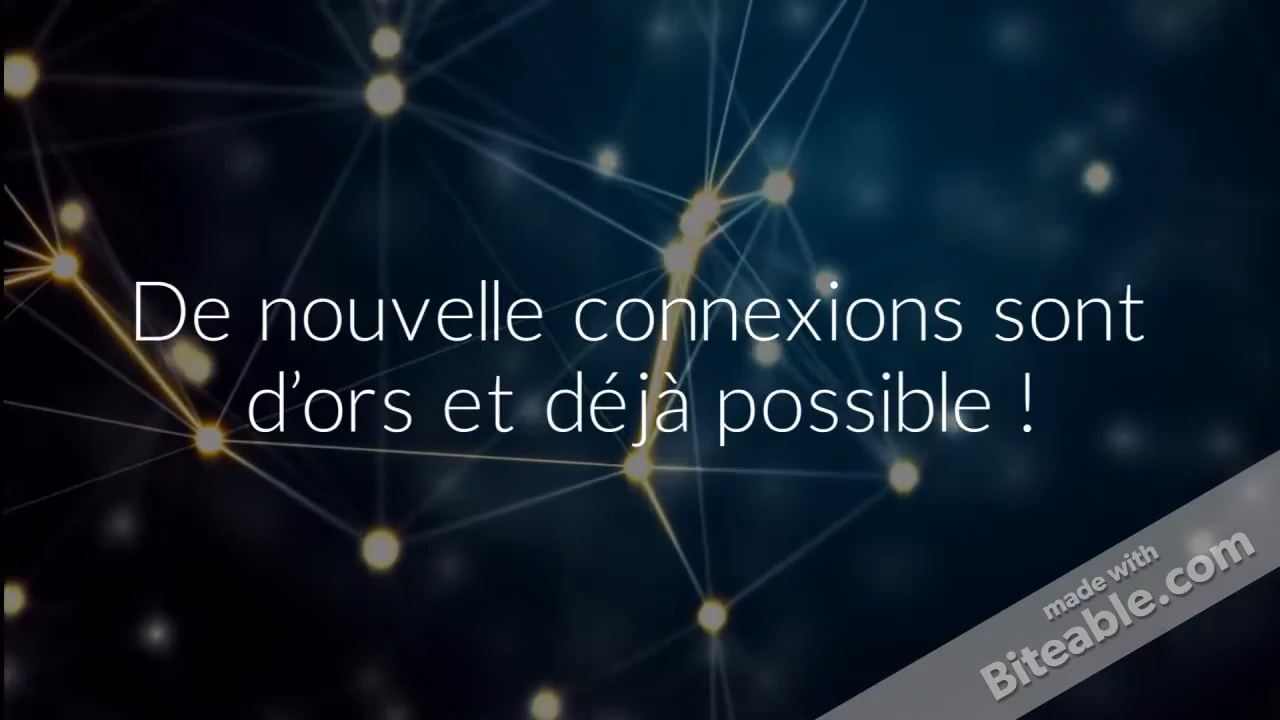 De nouvelle connexions sont
d’ors et déjà possible !
made with
Biteable.com